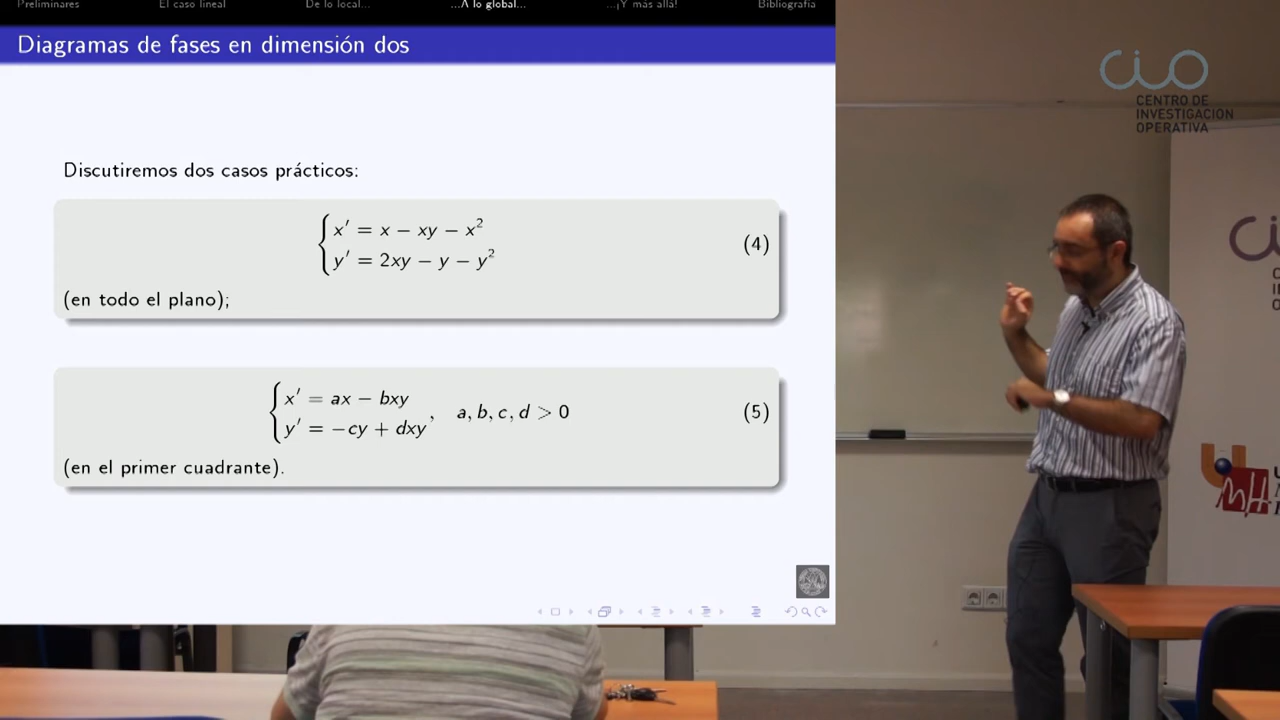 Preliminares El caso lineal De lo local... ...A lo global... ...¡Y más allá! Bibliografía
Diagramas de fases en dimensión dos
Discutiremos dos casos prácticos:
x′ = x − xy − x²
y′ = 2xy − y − y²
(4)
(en todo el plano);
x′ = ax − bxy
y′ = −cy + dxy
, a, b, c, d > 0
(5)
(en el primer cuadrante).
CIO
CENTRO DE
INVESTIGACION
OPERATIVA